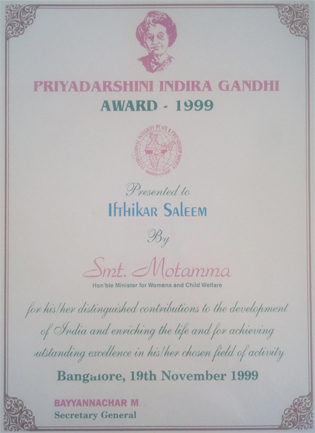 PRIYADARSHINI INDIRA GANDHI
AWARD - 1999
Presented to
Ifthikar Saleem
By
Smt. Motamma
Hon'ble Minister for Womens and Child Welfare
for his/her distinguished contributions to the development
of India and enriching the life and for achieving
outstanding excellence in his/her chosen field of activity
Bangalore, 19th November 1999
BAYYANNACHAR M.
Secretary General